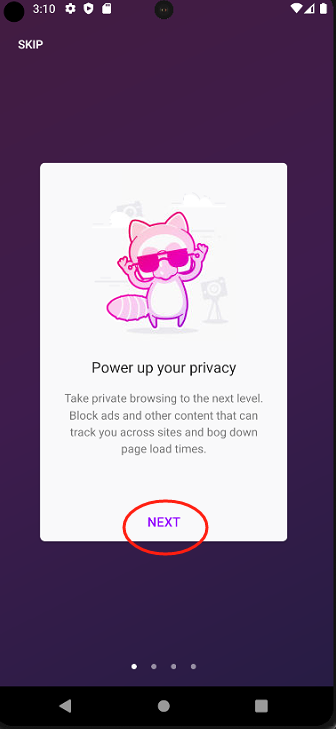 3:10
SKIP
Power up your privacy
Take private browsing to the next level.
Block ads and other content that can
track you across sites and bog down
page load times.
NEXT